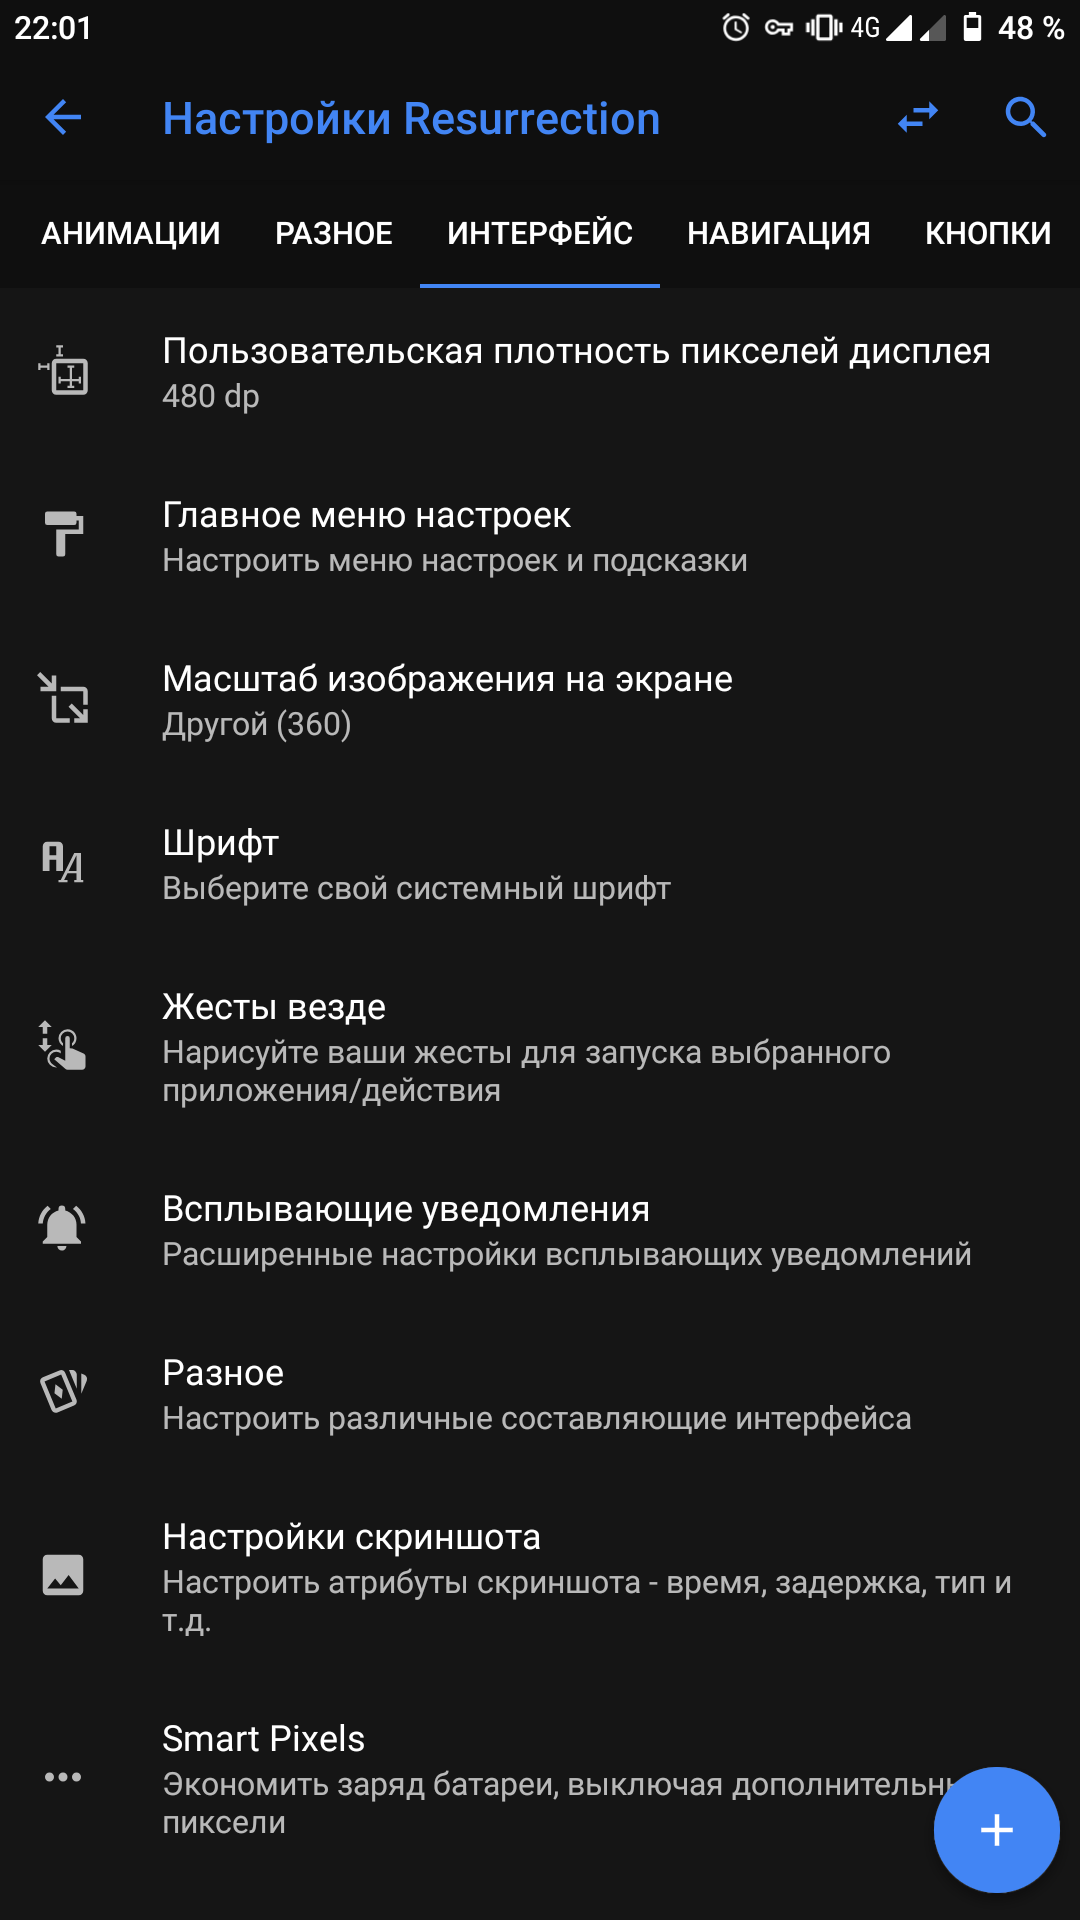 22:01 4G 48 %
Настройки Resurrection
АНИМАЦИИ РАЗНОЕ ИНТЕРФЕЙС НАВИГАЦИЯ КНОПКИ
Пользовательская плотность пикселей дисплея
480 dp
Главное меню настроек
Настроить меню настроек и подсказки
Масштаб изображения на экране
Другой (360)
Шрифт
Выберите свой системный шрифт
Жесты везде
Нарисуйте ваши жесты для запуска выбранного
приложения/действия
Всплывающие уведомления
Расширенные настройки всплывающих уведомлений
Разное
Настроить различные составляющие интерфейса
Настройки скриншота
Настроить атрибуты скриншота - время, задержка, тип и
т.д.
Smart Pixels
Экономить заряд батареи, выключая
пиксели